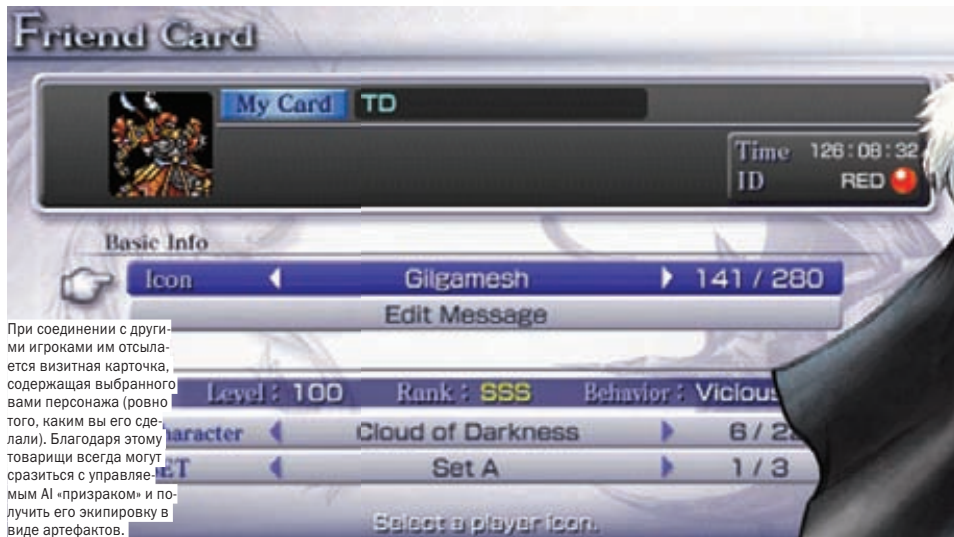 Friend Card
My Card TD
Time 126:08:32
ID RED
Basic Info
Icon Gilgamesh 141 / 280
Edit Message
Level : 100 Rank : SSS Behavior :
Cloud of Darkness 6 /
Set A 1 / 3
Select a player icon.
При соединении с други-
ми игроками им отсыла-
ется визитная карточка,
содержащая выбранного
вами персонажа (ровно
того, каким вы его сде-
лали). Благодаря этому
товарищи всегда могут
сразиться с управляе-
мым AI «призраком» и по-
лучить его экипировку в
виде артефактов.